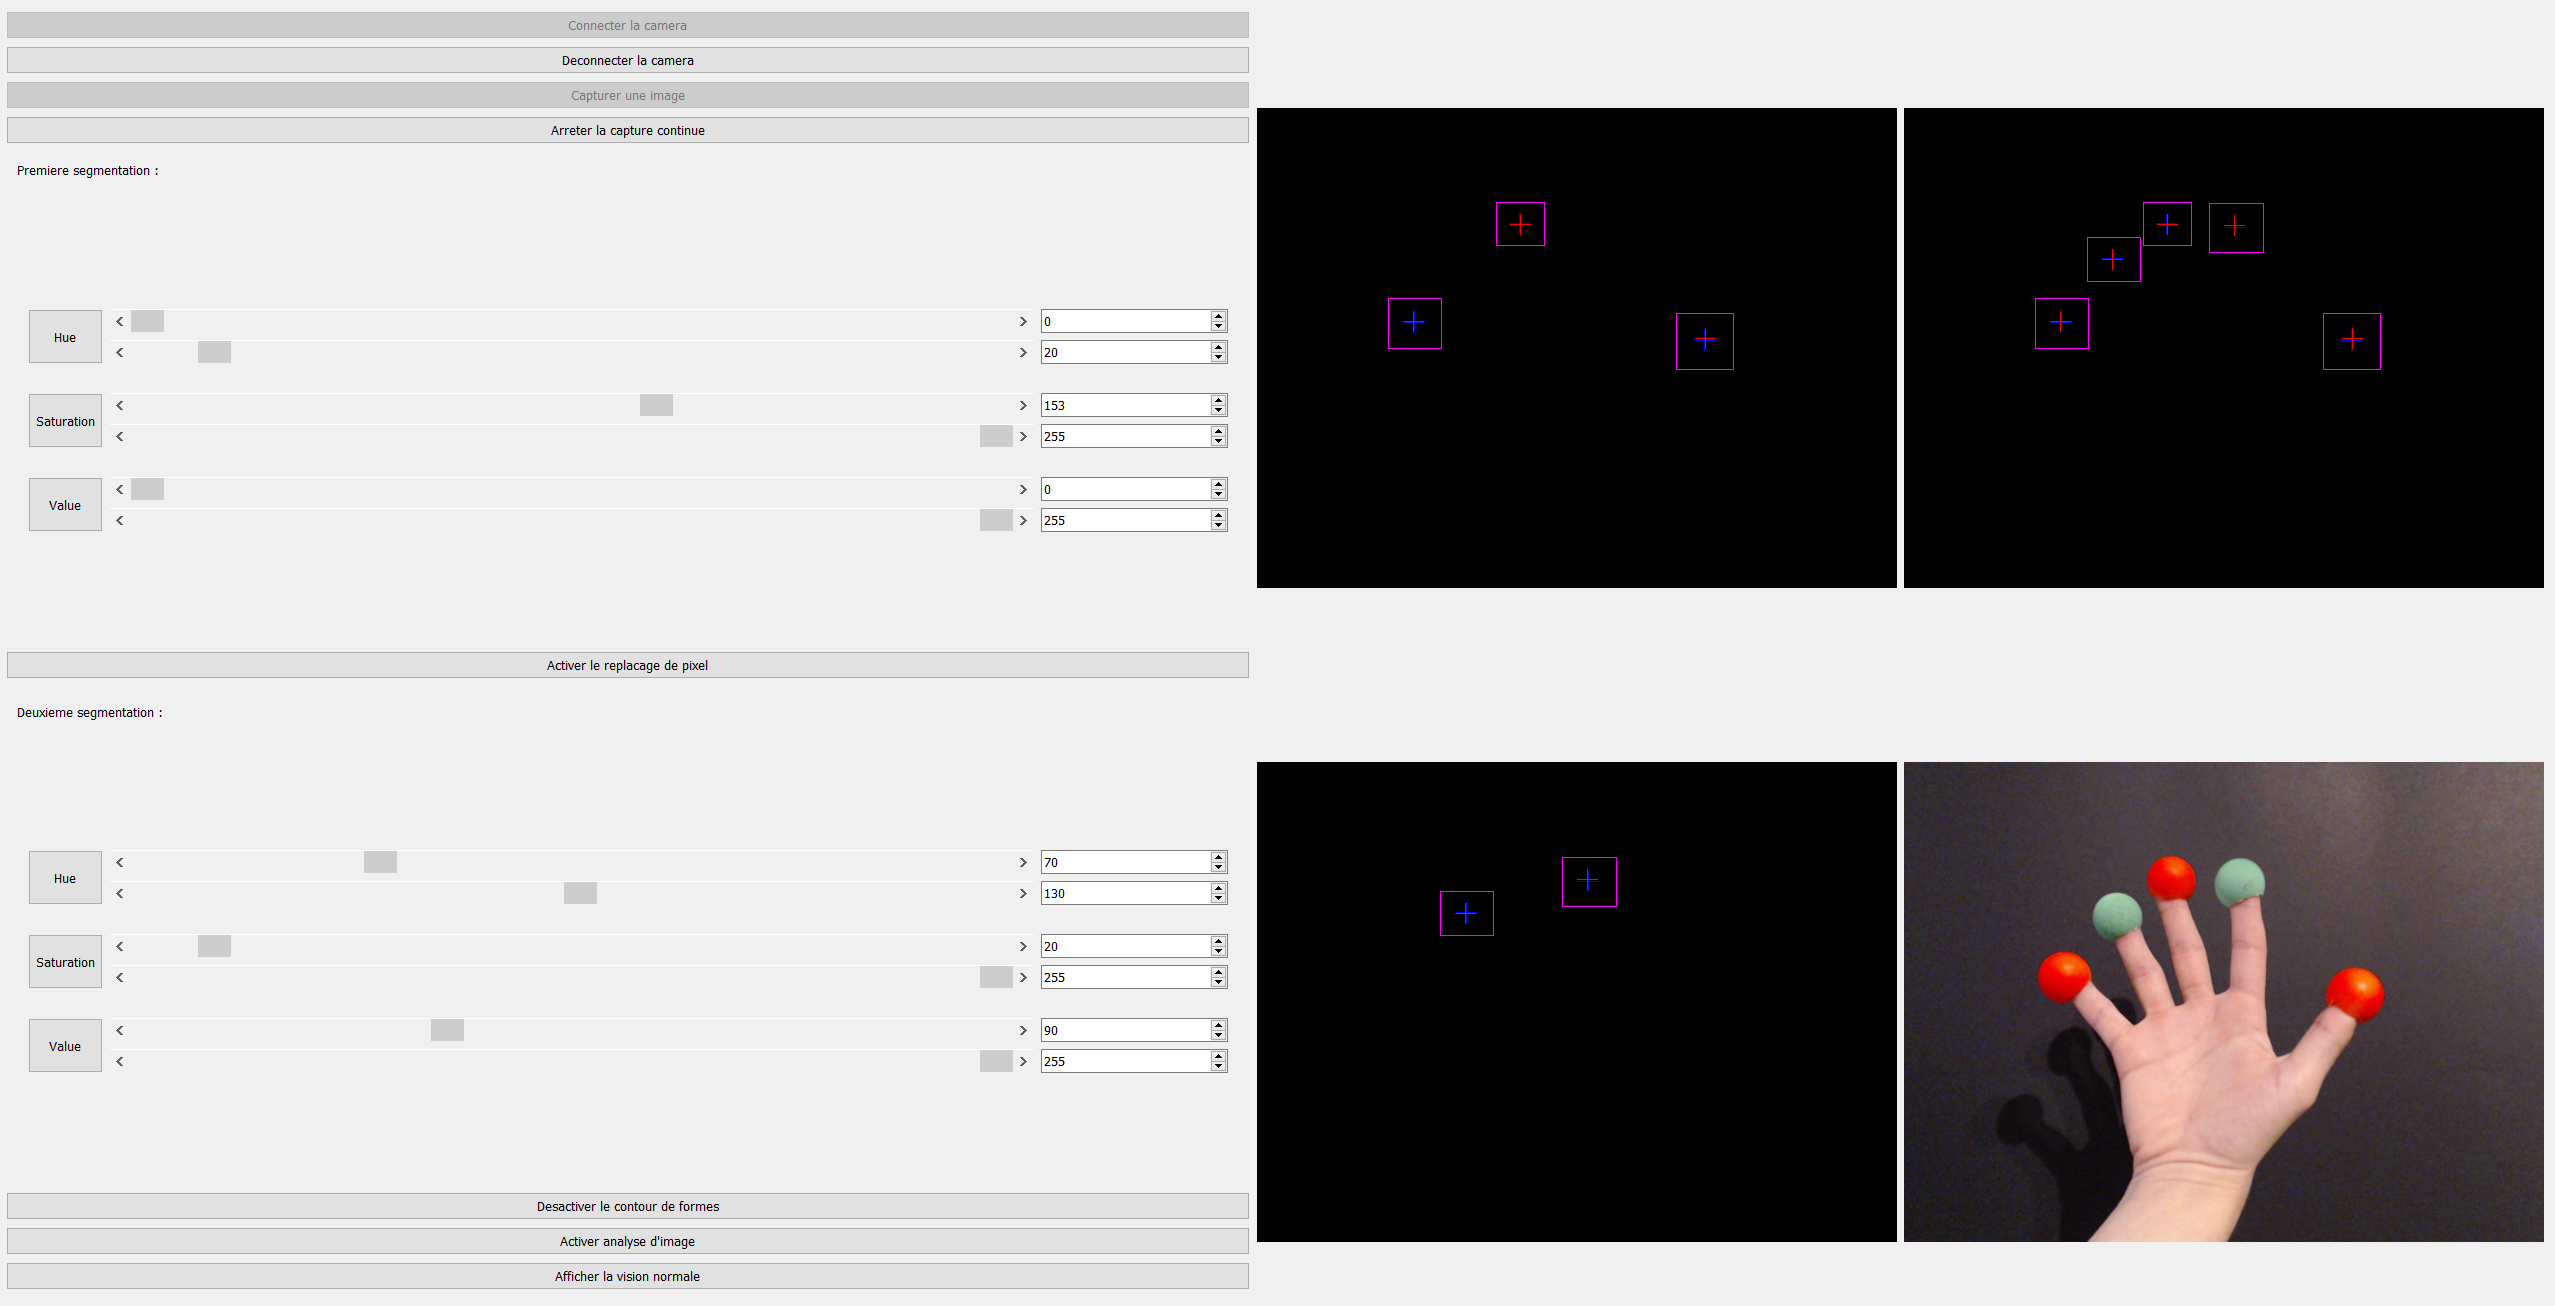 Connecter la camera
Deconnecter la camera
Capturer une image
Arreter la capture continue
Premiere segmentation :
Hue
0
20
Saturation
153
255
Value
0
255
Activer le replacage de pixel
Deuxieme segmentation :
Hue
70
130
Saturation
20
255
Value
90
255
Desactiver le contour de formes
Activer analyse d'image
Afficher la vision normale